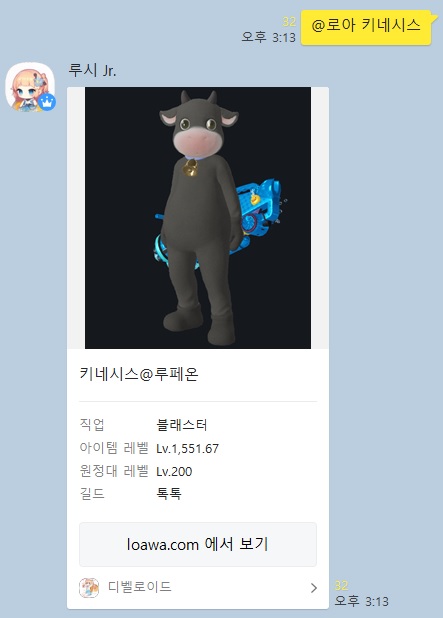 @로아 키네시스
32
오후 3:13
루시 Jr.
키네시스@루페온
직업 블래스터
아이템 레벨 Lv.1,551.67
원정대 레벨 Lv.200
길드 톡톡
loawa.com 에서 보기
디벨로이드
32
오후 3:13